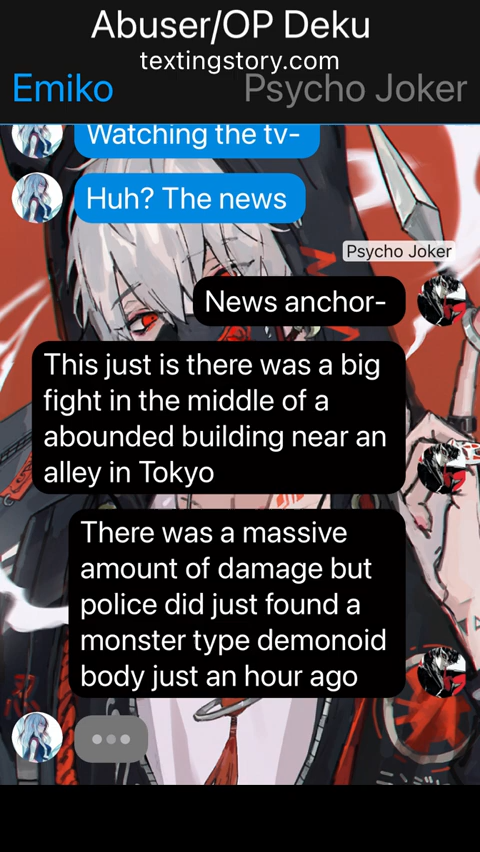 Abuser/OP Deku
textingstory.com
Emiko
Psycho Joker
Watching the tv-
Huh? The news
Psycho Joker
News anchor-
This just is there was a big
fight in the middle of a
abounded building near an
alley in Tokyo
There was a massive
amount of damage but
police did just found a
monster type demonoid
body just an hour ago